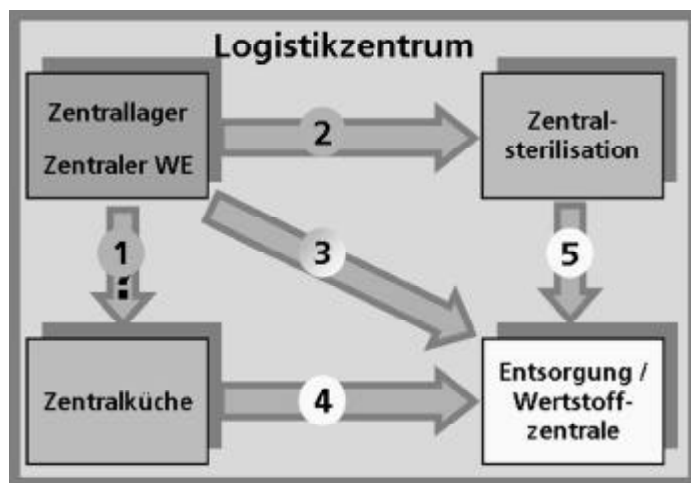 Logistikzentrum
Zentrallager
Zentraler WE
2
Zentral-
sterilisation
1
?
3
5
Zentralküche
4
Entsorgung /
Wertstoff-
zentrale